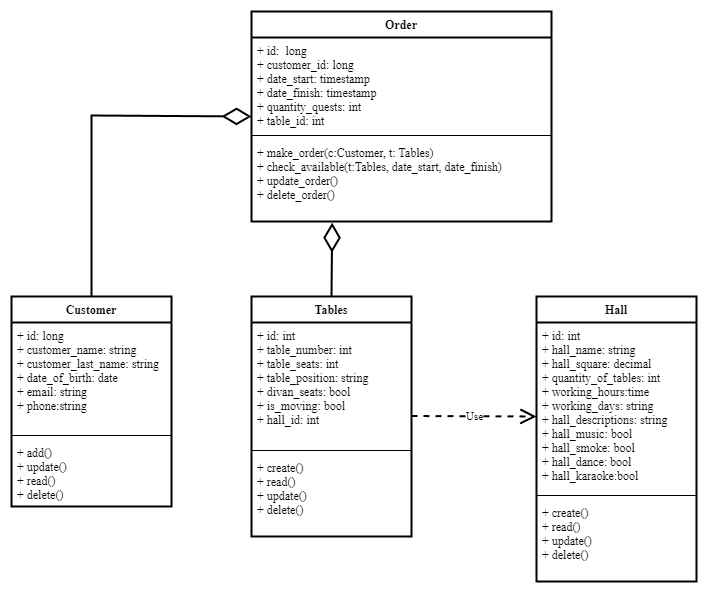 Order
+ id:  long
+ customer_id: long
+ date_start: timestamp
+ date_finish: timestamp
+ quantity_quests: int
+ table_id: int
+ make_order(c:Customer, t: Tables)
+ check_available(t:Tables, date_start, date_finish)
+ update_order()
+ delete_order()
Customer
+ id: long
+ customer_name: string
+ customer_last_name: string
+ date_of_birth: date
+ email: string
+ phone:string
+ add()
+ update()
+ read()
+ delete()
Tables
+ id: int
+ table_number: int
+ table_seats: int
+ table_position: string
+ divan_seats: bool
+ is_moving: bool
+ hall_id: int
+ create()
+ read()
+ update()
+ delete()
Use
Hall
+ id: int
+ hall_name: string
+ hall_square: decimal
+ quantity_of_tables: int
+ working_hours:time
+ working_days: string
+ hall_descriptions: string
+ hall_music: bool
+ hall_smoke: bool
+ hall_dance: bool
+ hall_karaoke:bool
+ create()
+ read()
+ update()
+ delete()